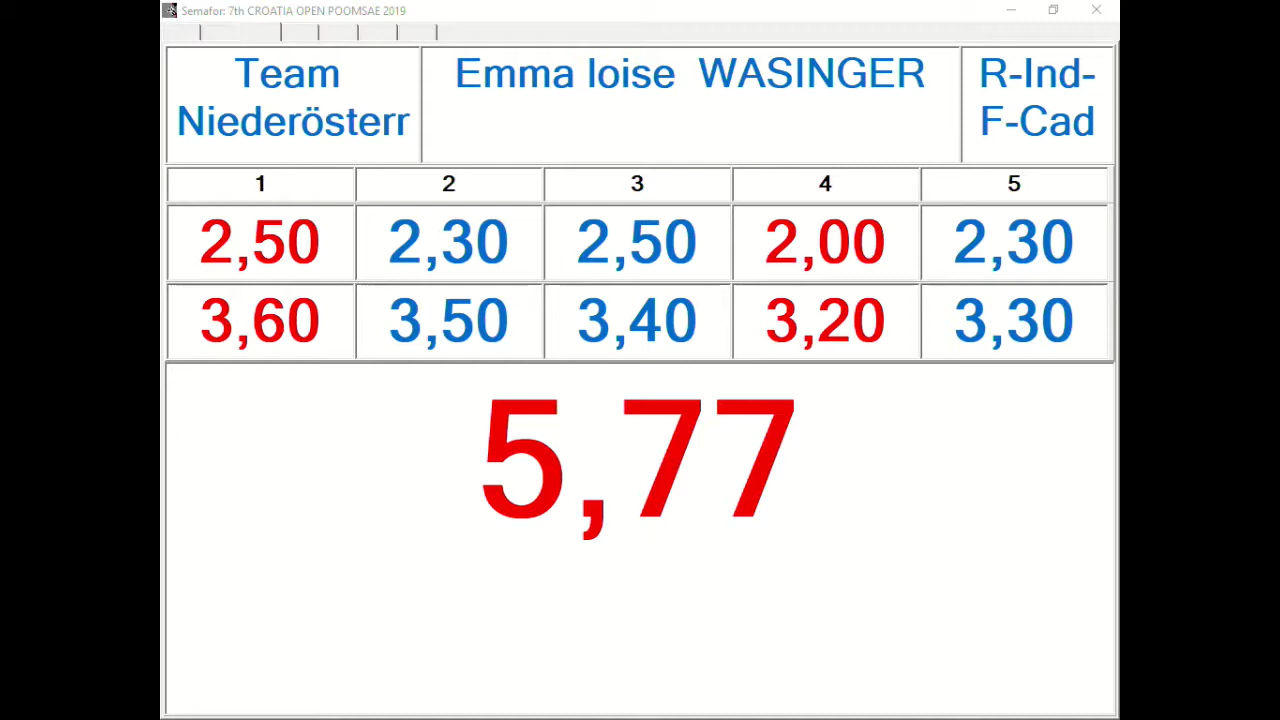 Semafor: 7th CROATIA OPEN POOMSAE 2019
Team Emma loise WASINGER R-Ind-
Niederösterr F-Cad
1 2 3 4 5
2,50 2,30 2,50 2,00 2,30
3,60 3,50 3,40 3,20 3,30
5,77